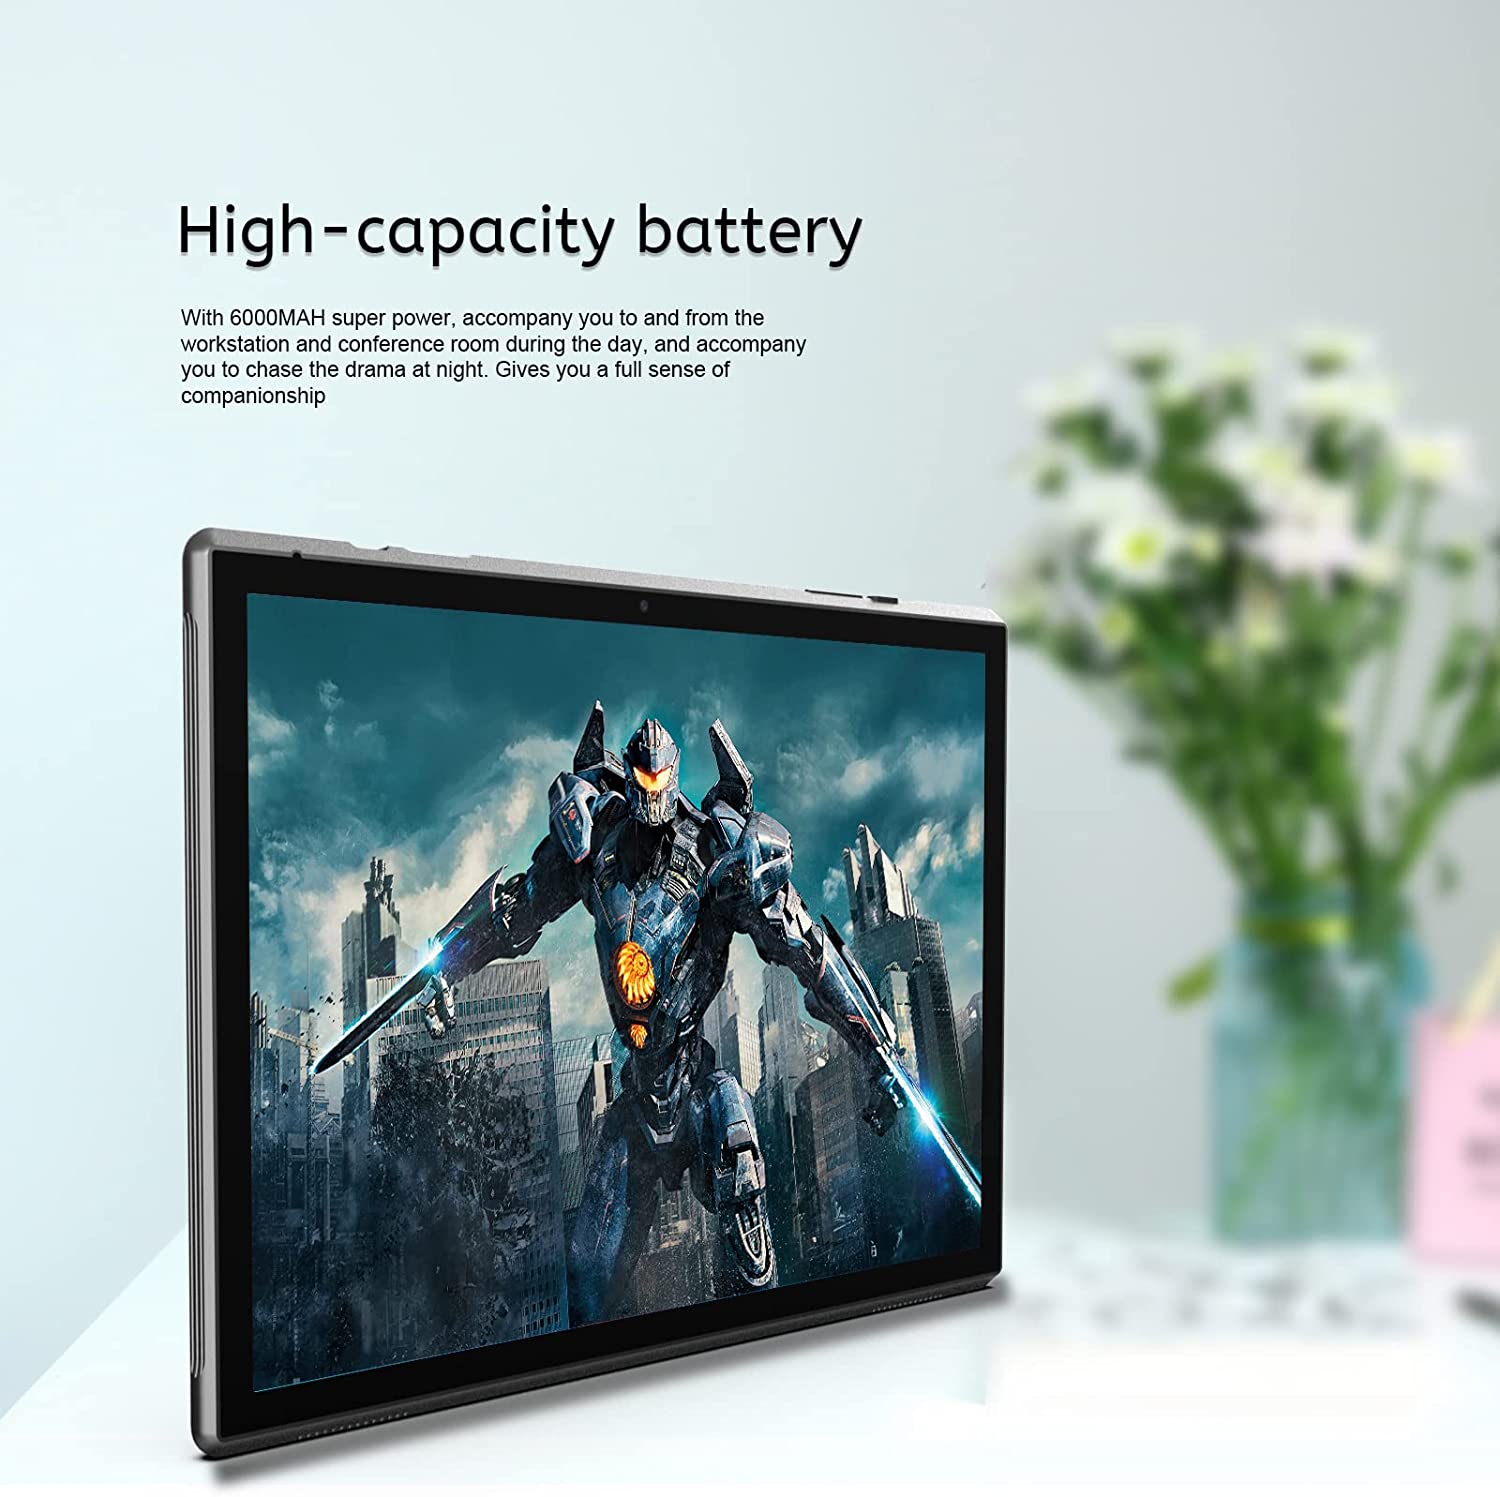 High-capacity battery
With 6000MAH super power, accompany you to and from the
workstation and conference room during the day, and accompany
you to chase the drama at night. Gives you a full sense of
companionship